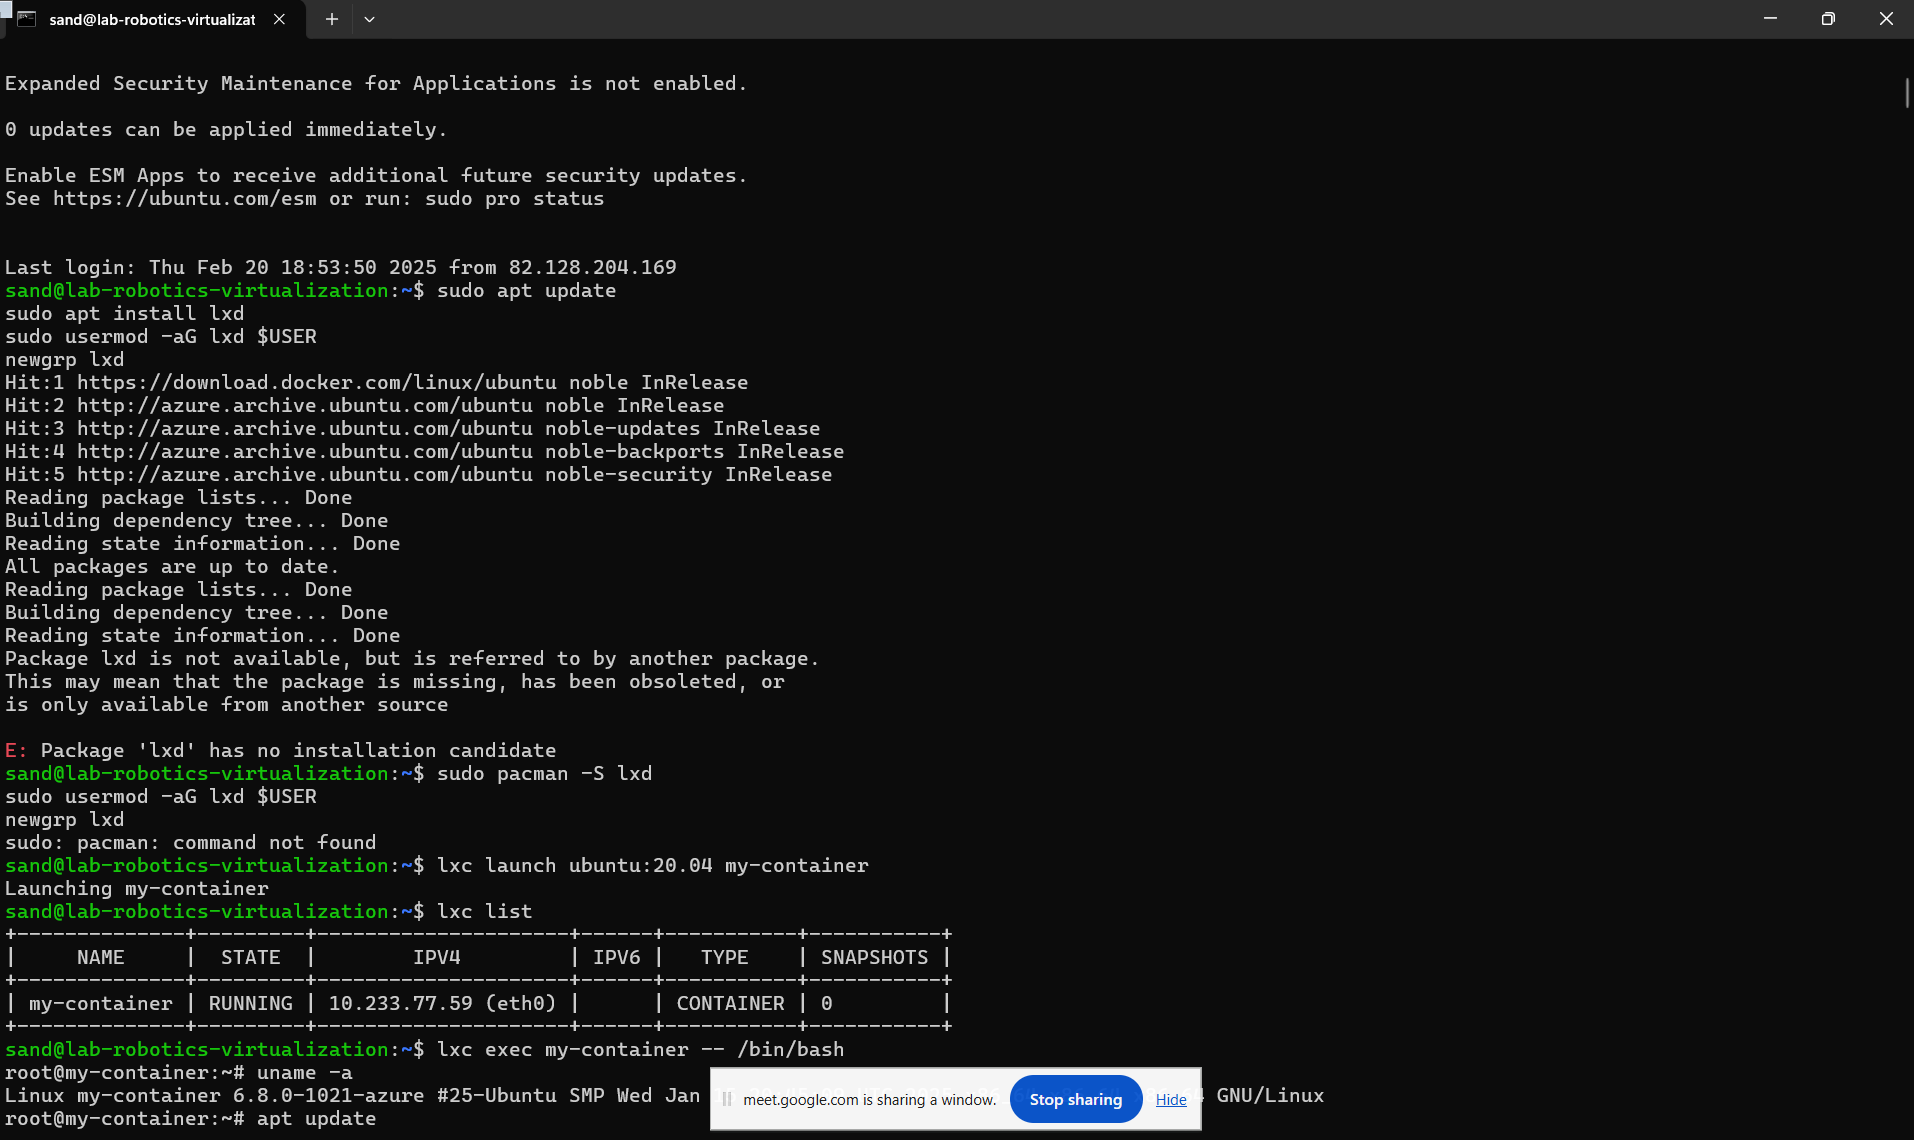 sand@lab-robotics-virtualizat
Expanded Security Maintenance for Applications is not enabled.
0 updates can be applied immediately.
Enable ESM Apps to receive additional future security updates.
See https://ubuntu.com/esm or run: sudo pro status
Last login: Thu Feb 20 18:53:50 2025 from 82.128.204.169
sand@lab-robotics-virtualization:~$ sudo apt update
sudo apt install lxd
sudo usermod -aG lxd $USER
newgrp lxd
Hit:1 https://download.docker.com/linux/ubuntu noble InRelease
Hit:2 http://azure.archive.ubuntu.com/ubuntu noble InRelease
Hit:3 http://azure.archive.ubuntu.com/ubuntu noble-updates InRelease
Hit:4 http://azure.archive.ubuntu.com/ubuntu noble-backports InRelease
Hit:5 http://azure.archive.ubuntu.com/ubuntu noble-security InRelease
Reading package lists... Done
Building dependency tree... Done
Reading state information... Done
All packages are up to date.
Reading package lists... Done
Building dependency tree... Done
Reading state information... Done
Package lxd is not available, but is referred to by another package.
This may mean that the package is missing, has been obsoleted, or
is only available from another source
E: Package 'lxd' has no installation candidate
sand@lab-robotics-virtualization:~$ sudo pacman -S lxd
sudo usermod -aG lxd $USER
newgrp lxd
sudo: pacman: command not found
sand@lab-robotics-virtualization:~$ lxc launch ubuntu:20.04 my-container
Launching my-container
sand@lab-robotics-virtualization:~$ lxc list
+--------------+---------+---------------------+------+-----------+-----------+
|     NAME     |  STATE  |        IPV4         | IPV6 |   TYPE    | SNAPSHOTS |
+--------------+---------+---------------------+------+-----------+-----------+
| my-container | RUNNING | 10.233.77.59 (eth0) |      | CONTAINER | 0         |
+--------------+---------+---------------------+------+-----------+-----------+
sand@lab-robotics-virtualization:~$ lxc exec my-container -- /bin/bash
root@my-container:~# uname -a
Linux my-container 6.8.0-1021-azure #25-Ubuntu SMP Wed Jan GNU/Linux
root@my-container:~# apt update
meet.google.com is sharing a window. Stop sharing Hide